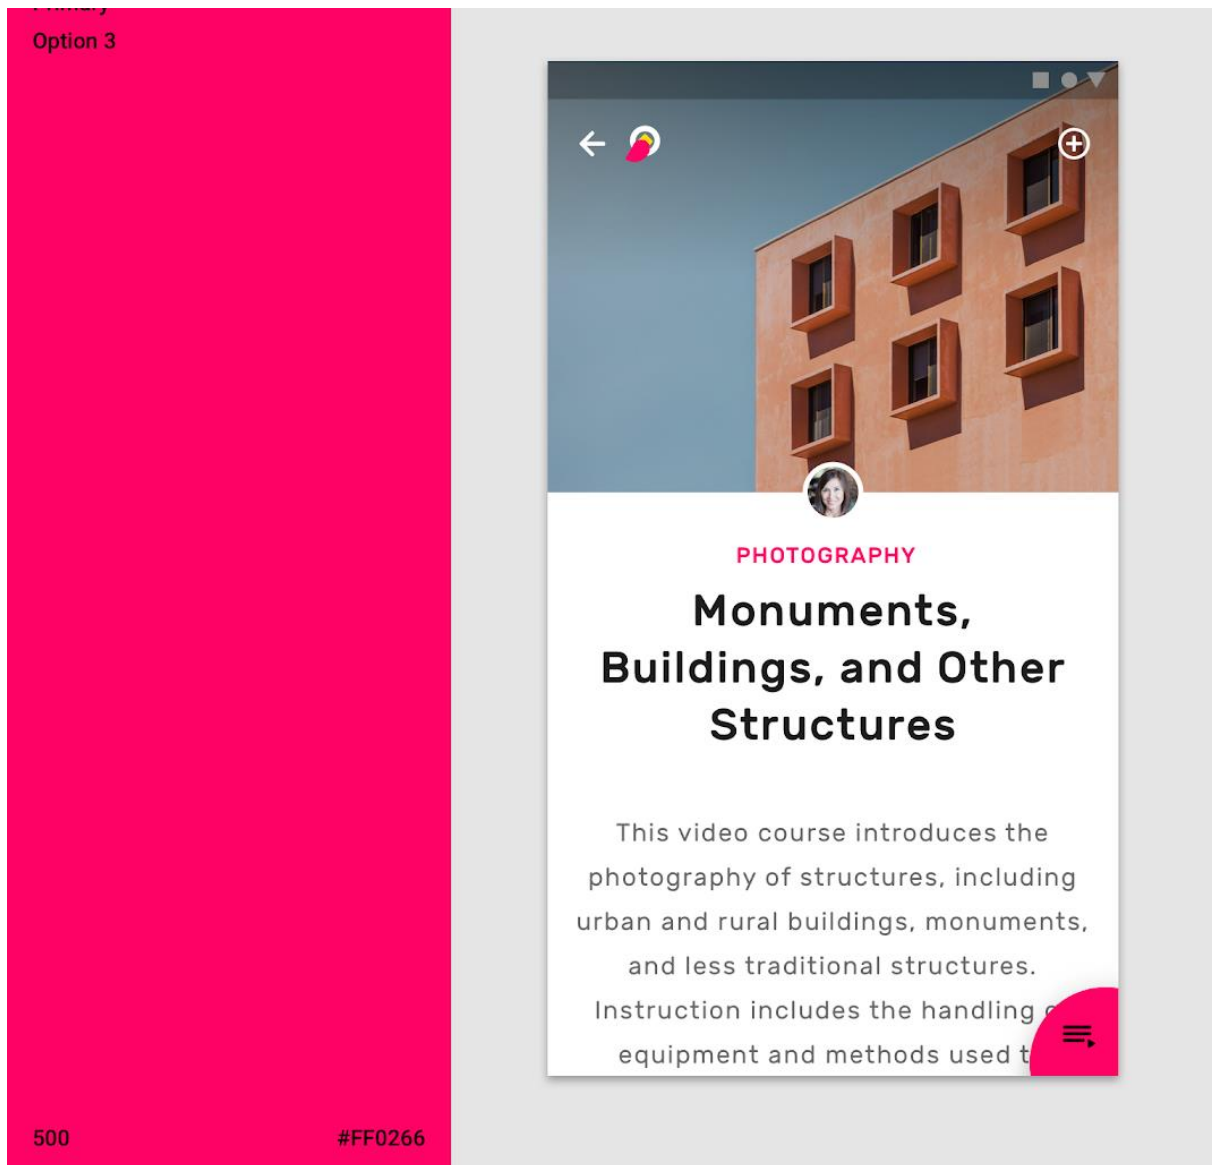 Primary
Option 3
PHOTOGRAPHY
Monuments,
Buildings, and Other
Structures
This video course introduces the
photography of structures, including
urban and rural buildings, monuments,
and less traditional structures.
Instruction includes the handling
equipment and methods used
500
#FF0266